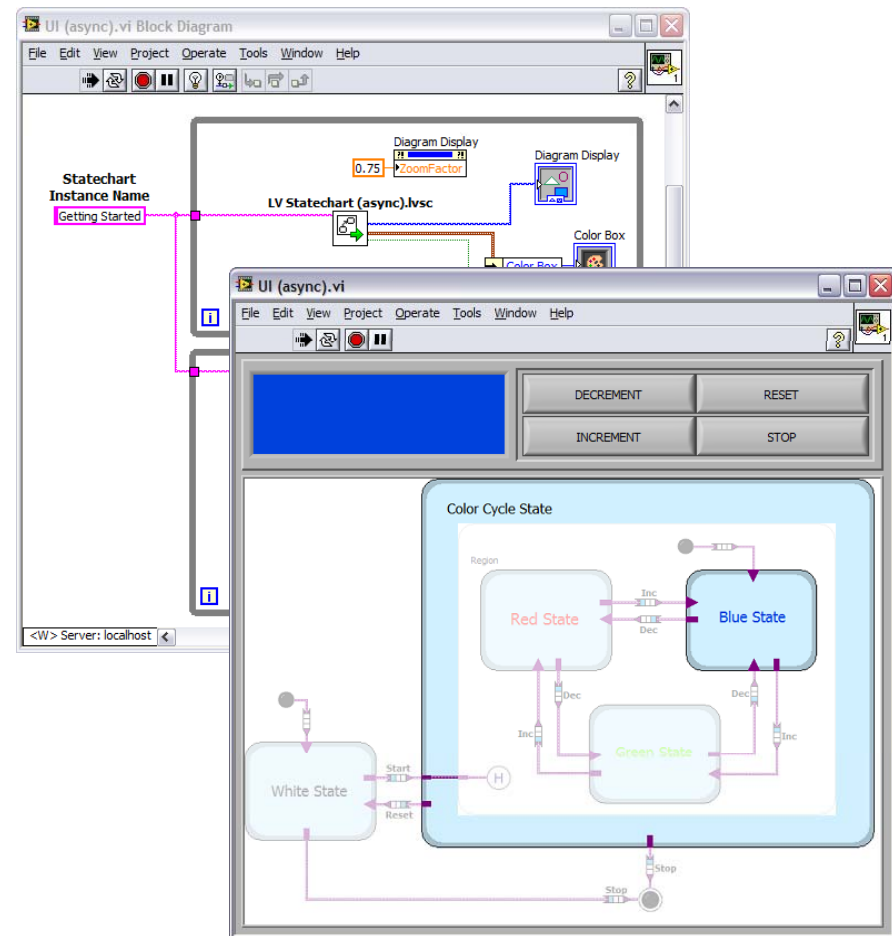 UI (async).vi Block Diagram
File Edit View Project Operate Tools Window Help
1
Diagram Display
0.75
ZoomFactor
Diagram Display
Statechart
Instance Name
Getting Started
LV Statechart (async).lvsc
Color Box
Color Box
i
i
<W> Server: localhost
UI (async).vi
File Edit View Project Operate Tools Window Help
1
DECREMENT RESET
INCREMENT STOP
Color Cycle State
Region
Red State
Inc
Dec
Blue State
Dec
Inc
Dec
Inc
Green State
White State
Start
Reset
H
Stop
Stop